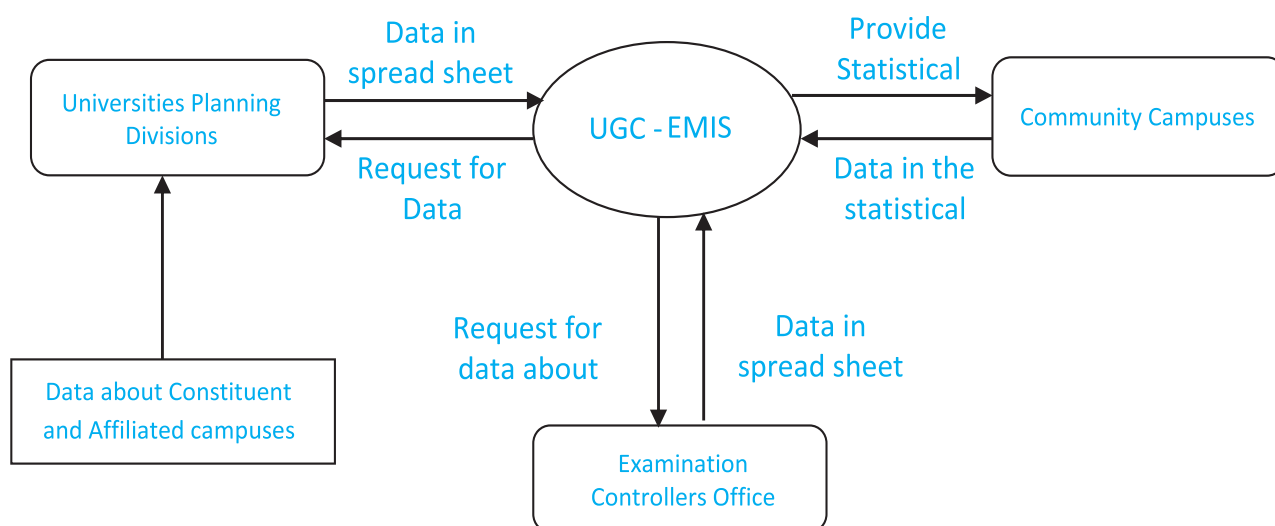 Data in
spread sheet
Provide
Statistical
Universities Planning
Divisions
UGC - EMIS
Community Campuses
Request for
Data
Data in the
statistical
Request for
data about
Data in
spread sheet
Data about Constituent
and Affiliated campuses
Examination
Controllers Office